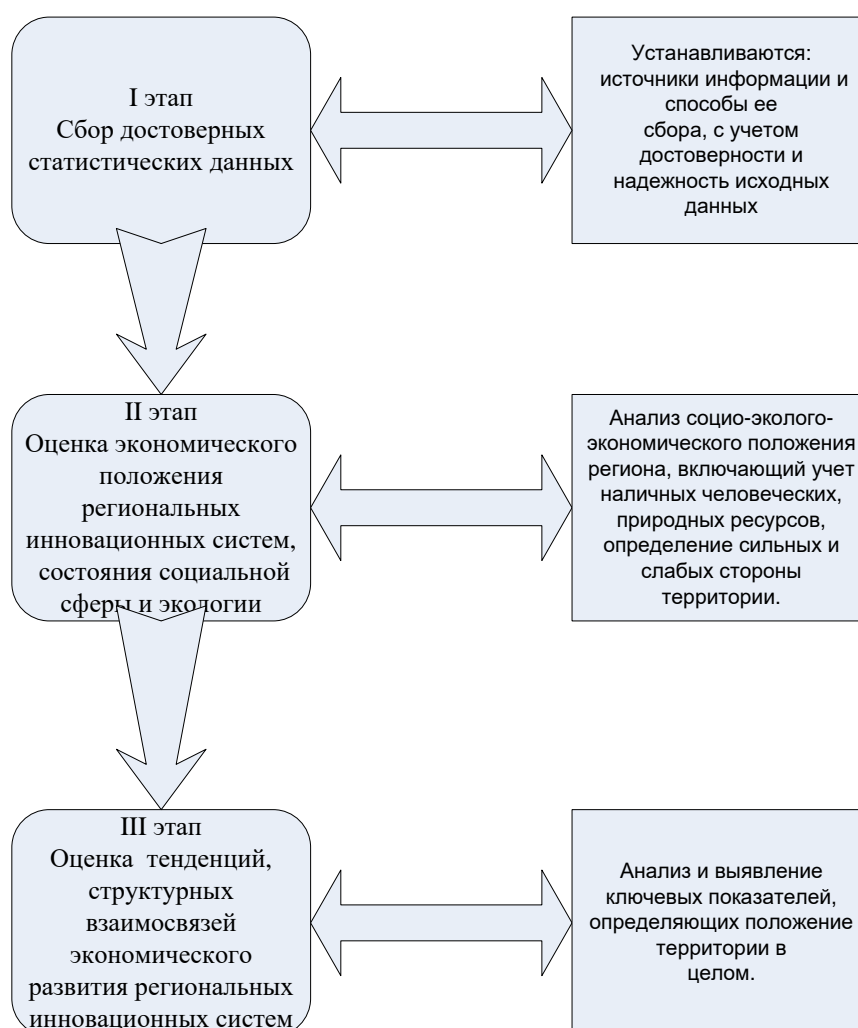 I этап
Сбор достоверных
статистических данных
Устанавливаются:
источники информации и
способы ее
сбора, с учетом
достоверности и
надежность исходных
данных
II этап
Оценка экономического
положения
региональных
инновационных систем,
состояния социальной
сферы и экологии
Анализ социо-эколого-
экономического положения
региона, включающий учет
наличных человеческих,
природных ресурсов,
определение сильных и
слабых стороны
территории.
III этап
Оценка тенденций,
структурных
взаимосвязей
экономического
развития региональных
инновационных систем
Анализ и выявление
ключевых показателей,
определяющих положение
территории в
целом.